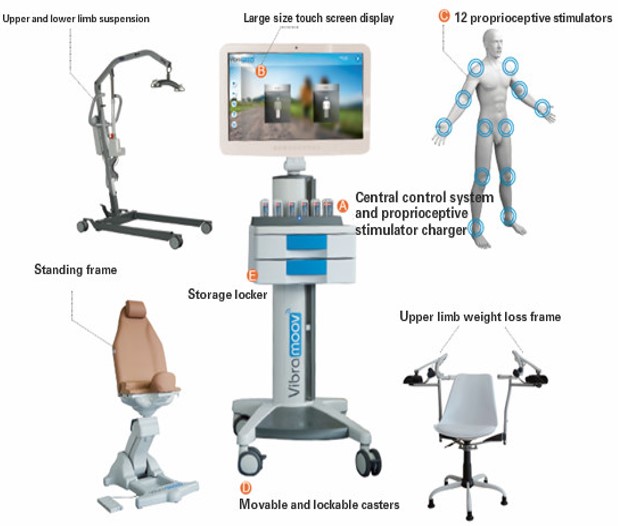 Upper and lower limb suspension
Large size touch screen display
C 12 proprioceptive stimulators
B
A Central control system
and proprioceptive
stimulator charger
E
Storage locker
Standing frame
Upper limb weight loss frame
Vibramoov
D
Movable and lockable casters